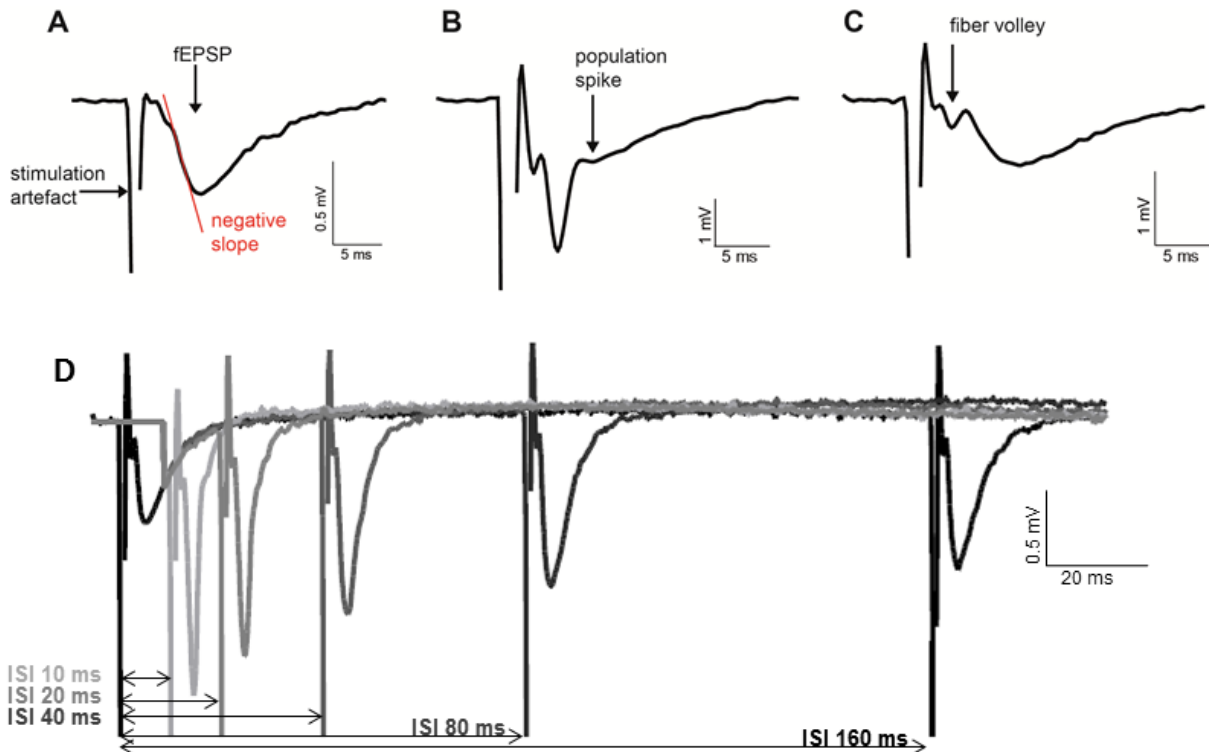 A
fEPSP
stimulation
artefact
negative
slope
0.5 mV
5 ms
B
population
spike
1 mV
5 ms
C
fiber volley
1 mV
5 ms
D
0.5 mV
20 ms
ISI 10 ms
ISI 20 ms
ISI 40 ms
ISI 80 ms
ISI 160 ms